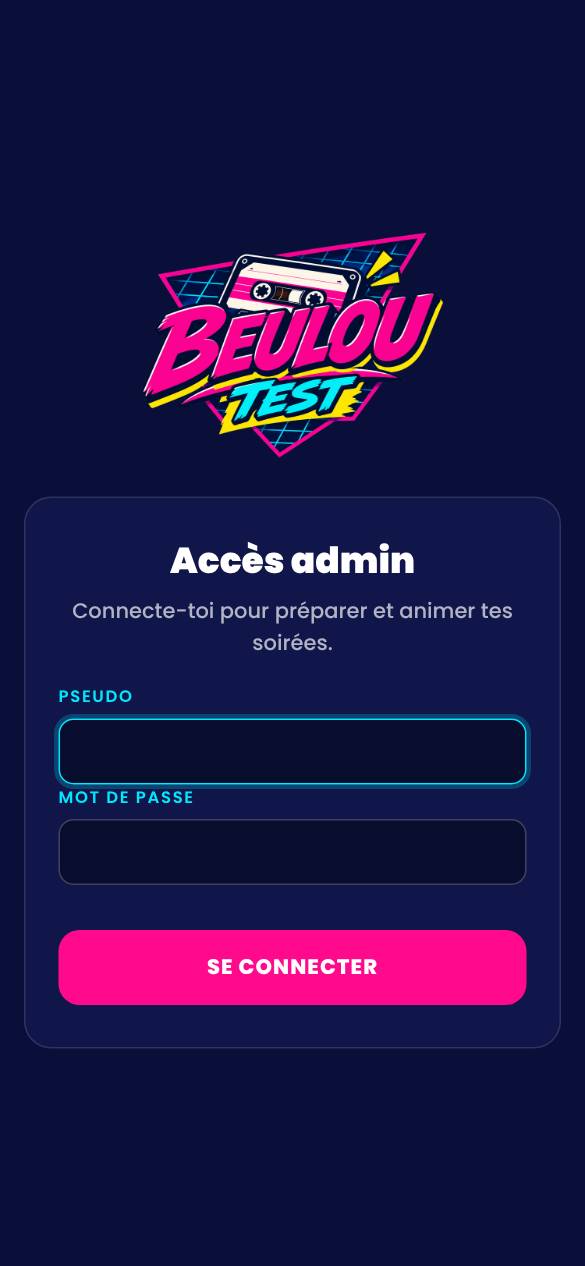 BEULOU
TEST
Accès admin
Connecte-toi pour préparer et animer tes
soirées.
PSEUDO
MOT DE PASSE
SE CONNECTER